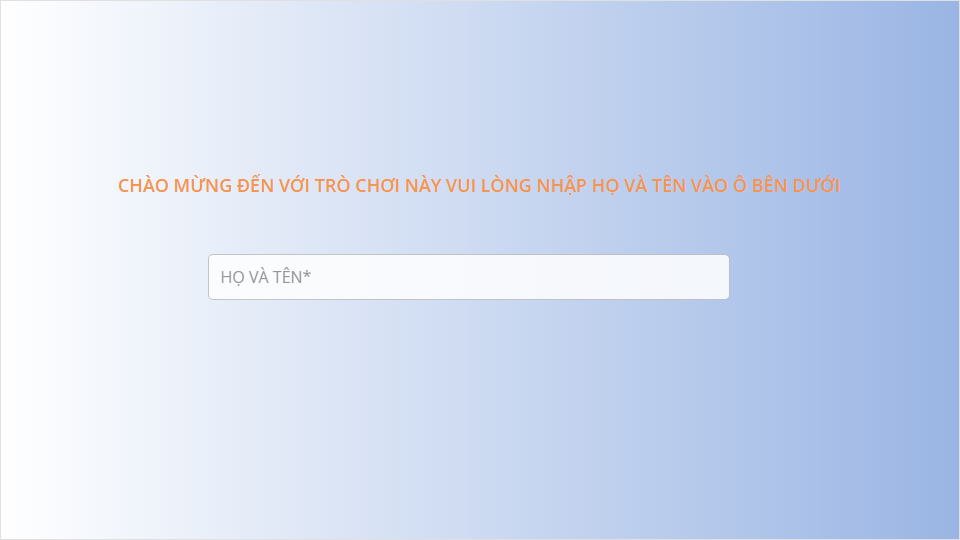 CHÀO MỪNG ĐẾN VỚI TRÒ CHƠI NÀY VUI LÒNG NHẬP HỌ VÀ TÊN VÀO Ô BÊN DƯỚI
HỌ VÀ TÊN*